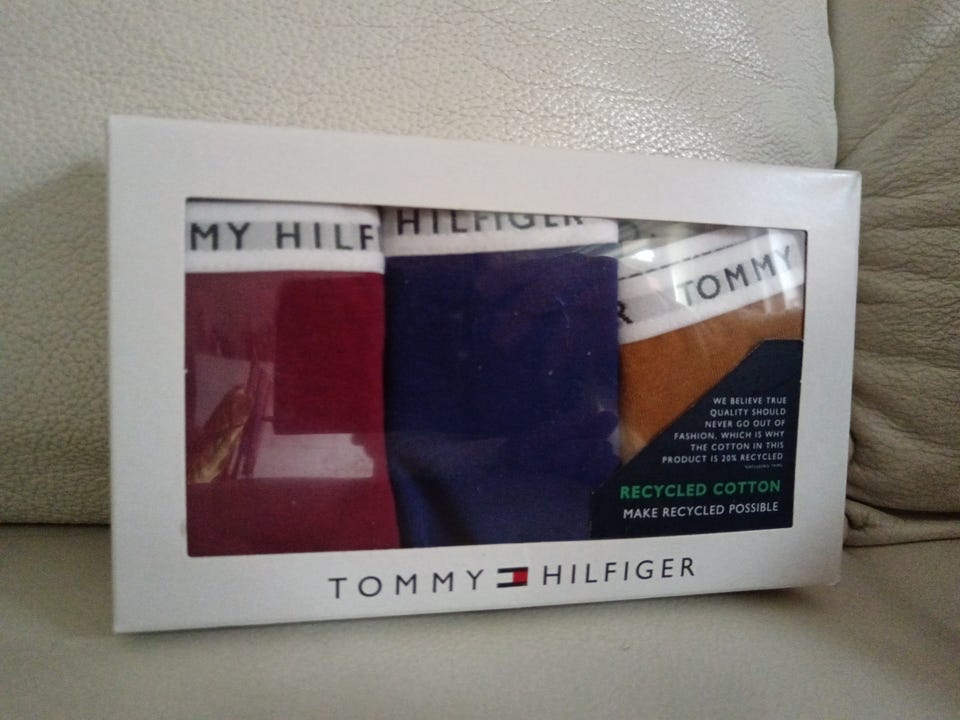 MY HILF
HILFIGER
R TOMMY
WE BELIEVE TRUE
QUALITY SHOULD
NEVER GO OUT OF
FASHION, WHICH IS WHY
THE COTTON IN THIS
PRODUCT IS 20% RECYCLED
RECYCLED COTTON
MAKE RECYCLED POSSIBLE
TOMMY HILFIGER